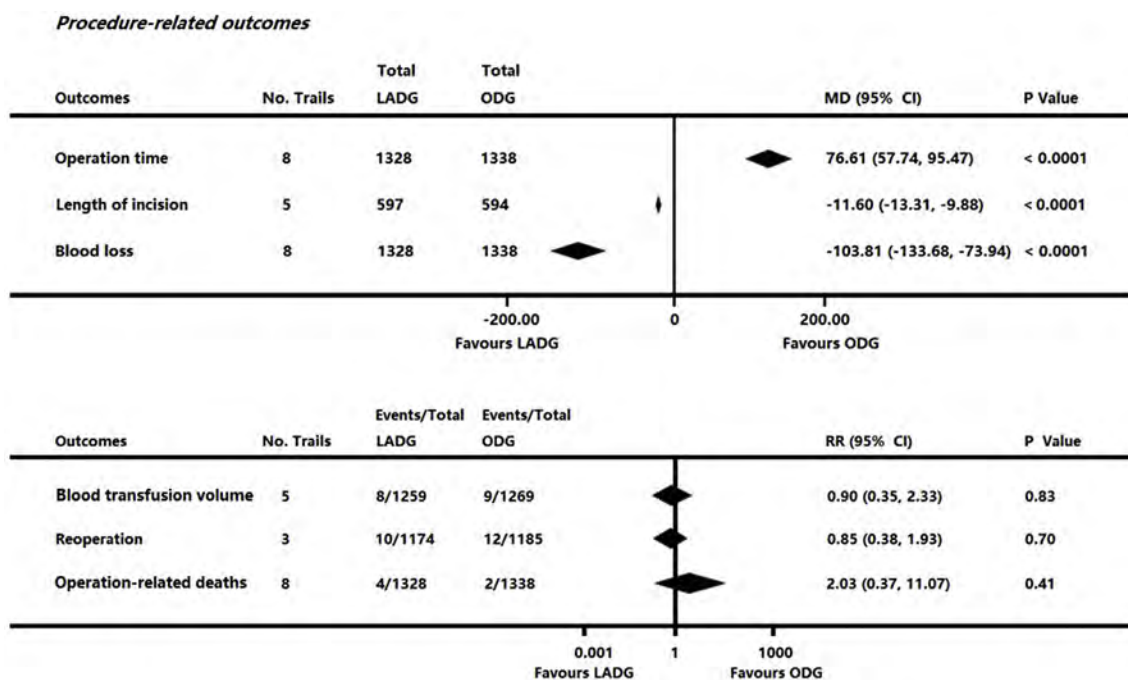 Procedure-related outcomes
Total Total
Outcomes No. Trails LADG ODG MD (95% CI) P Value
Operation time 8 1328 1338 76.61 (57.74, 95.47) < 0.0001
Length of incision 5 597 594 -11.60 (-13.31, -9.88) < 0.0001
Blood loss 8 1328 1338 -103.81 (-133.68, -73.94) < 0.0001
-200.00 0 200.00
Favours LADG Favours ODG
Events/Total Events/Total
Outcomes No. Trails LADG ODG RR (95% CI) P Value
Blood transfusion volume 5 8/1259 9/1269 0.90 (0.35, 2.33) 0.83
Reoperation 3 10/1174 12/1185 0.85 (0.38, 1.93) 0.70
Operation-related deaths 8 4/1328 2/1338 2.03 (0.37, 11.07) 0.41
0.001 1 1000
Favours LADG Favours ODG